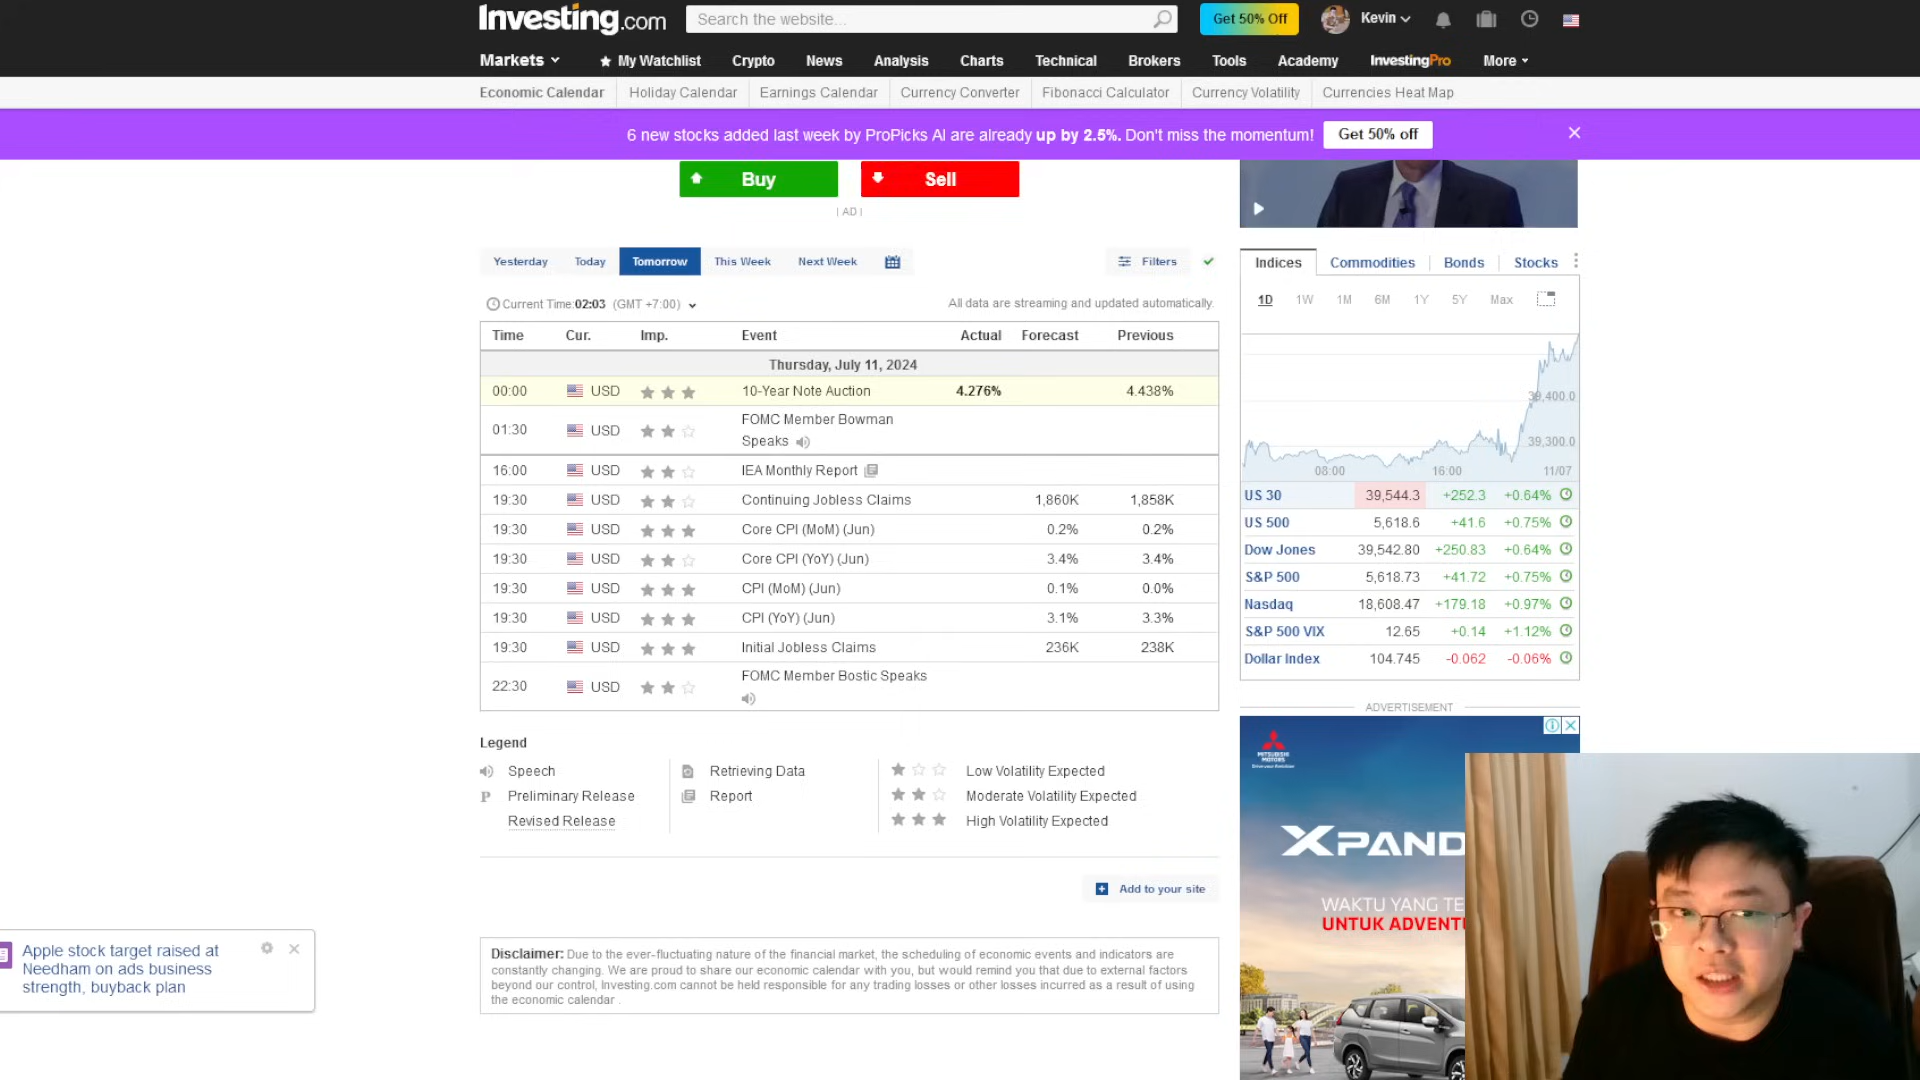 Investing.com
Search the website...
Get 50% Off
Kevin
Markets
My Watchlist
Crypto
News
Analysis
Charts
Technical
Brokers
Tools
Academy
InvestingPro
More
Economic Calendar
Holiday Calendar
Earnings Calendar
Currency Converter
Fibonacci Calculator
Currency Volatility
Currencies Heat Map
6 new stocks added last week by ProPicks AI are already up by 2.5%. Don't miss the momentum!
Get 50% off
Buy
Sell
| AD |
Yesterday
Today
Tomorrow
This Week
Next Week
Filters
Current Time:02:03 (GMT +7:00)
All data are streaming and updated automatically.
Time Cur. Imp. Event Actual Forecast Previous
Thursday, July 11, 2024
00:00 USD 10-Year Note Auction 4.276% 4.438%
01:30 USD FOMC Member Bowman
Speaks
16:00 USD IEA Monthly Report
19:30 USD Continuing Jobless Claims 1,860K 1,858K
19:30 USD Core CPI (MoM) (Jun) 0.2% 0.2%
19:30 USD Core CPI (YoY) (Jun) 3.4% 3.4%
19:30 USD CPI (MoM) (Jun) 0.1% 0.0%
19:30 USD CPI (YoY) (Jun) 3.1% 3.3%
19:30 USD Initial Jobless Claims 236K 238K
22:30 USD FOMC Member Bostic Speaks
Legend
Speech
Preliminary Release
P
Revised Release
Retrieving Data
Report
Low Volatility Expected
Moderate Volatility Expected
High Volatility Expected
Add to your site
Disclaimer: Due to the ever-fluctuating nature of the financial market, the scheduling of economic events and indicators are
constantly changing. We are proud to share our economic calendar with you, but would remind you that due to external factors
beyond our control, Investing.com cannot be held responsible for any trading losses or other losses incurred as a result of using
the economic calendar .
Indices
Commodities
Bonds
Stocks
1D 1W 1M 6M 1Y 5Y Max
39,400.0
39,300.0
08:00 16:00 11/07
US 30 39,544.3 +252.3 +0.64%
US 500 5,618.6 +41.6 +0.75%
Dow Jones 39,542.80 +250.83 +0.64%
S&P 500 5,618.73 +41.72 +0.75%
Nasdaq 18,608.47 +179.18 +0.97%
S&P 500 VIX 12.65 +0.14 +1.12%
Dollar Index 104.745 -0.062 -0.06%
ADVERTISEMENT
MITSUBISHI
MOTORS
Drive your Ambition
XPAND
WAKTU YANG TE
UNTUK ADVENTU
Apple stock target raised at
Needham on ads business
strength, buyback plan